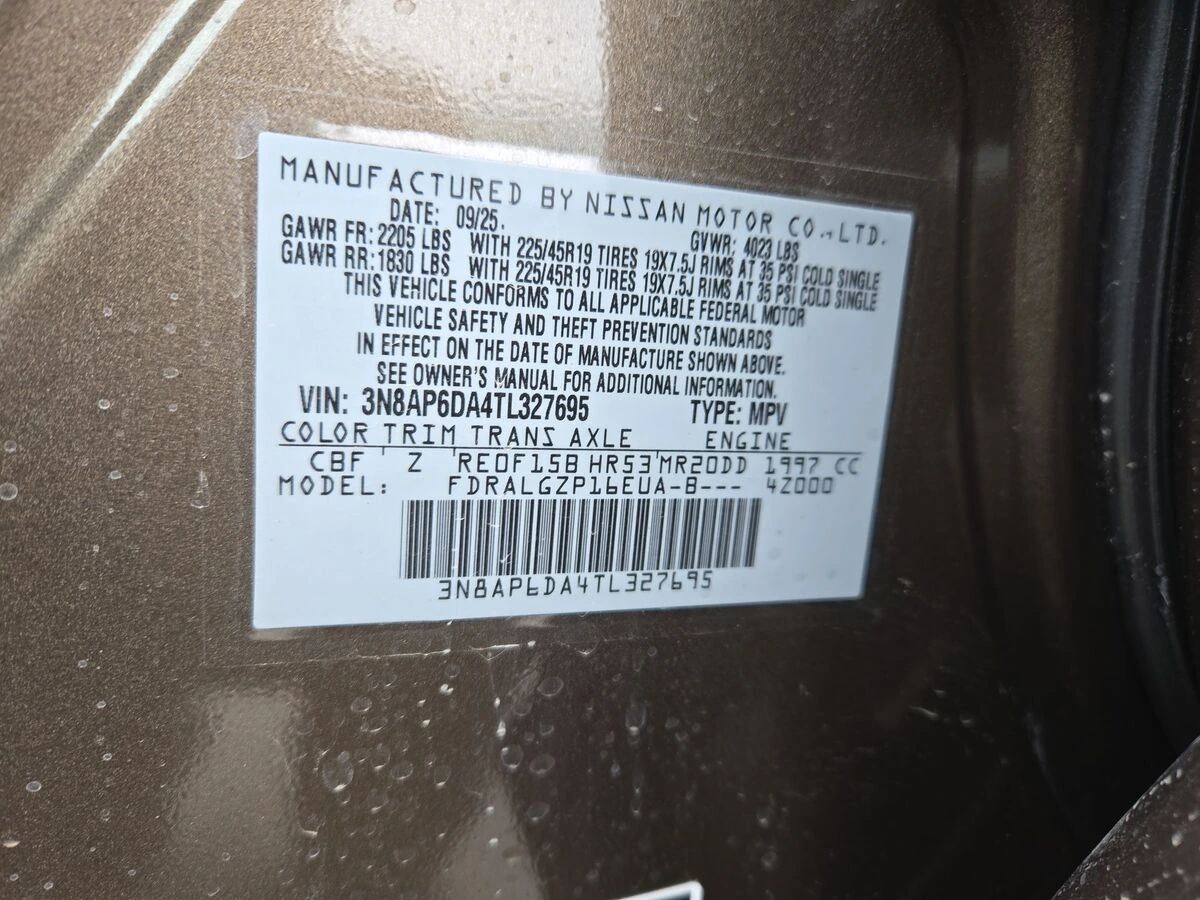 MANUFACTURED BY NISSAN MOTOR CO.,LTD.
DATE: 09/25. GVWR: 4023 LBS
GAWR FR: 2205 LBS WITH 225/45R19 TIRES 19X7.5J RIMS AT 35 PSI COLD SINGLE
GAWR RR: 1830 LBS WITH 225/45R19 TIRES 19X7.5J RIMS AT 35 PSI COLD SINGLE
THIS VEHICLE CONFORMS TO ALL APPLICABLE FEDERAL MOTOR
VEHICLE SAFETY AND THEFT PREVENTION STANDARDS
IN EFFECT ON THE DATE OF MANUFACTURE SHOWN ABOVE.
SEE OWNER'S MANUAL FOR ADDITIONAL INFORMATION.
VIN: 3N8AP6DA4TL327695 TYPE: MPV
COLOR TRIM TRANS AXLE ENGINE
CBF Z RE0F15B HR53 MR20DD 1997 CC
MODEL: FDRALGZP16EUA-B--- 4Z000
3N8AP6DA4TL327695